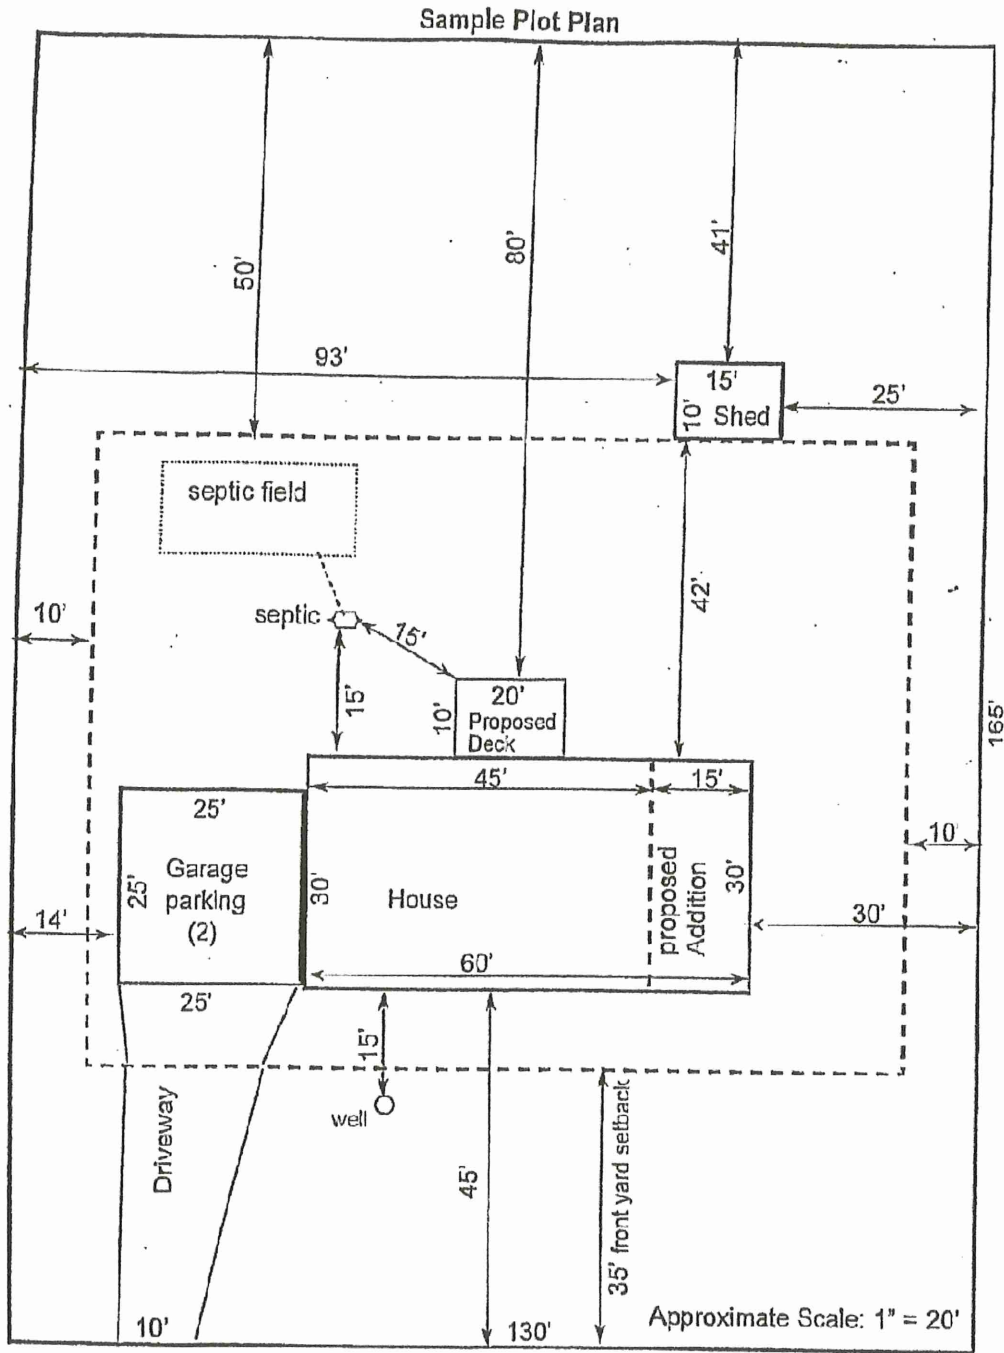 Sample Plot Plan
50'
80'
41'
93'
15'
10'
Shed
25'
septic field
42'
10'
septic
15'
15'
20'
10'
Proposed
Deck
165'
45'
15'
25'
25'
Garage
parking
(2)
30'
House
proposed
Addition
30'
10'
14'
30'
60'
25'
15'
well
Driveway
45'
35' front yard setback
10'
130'
Approximate Scale: 1" = 20'